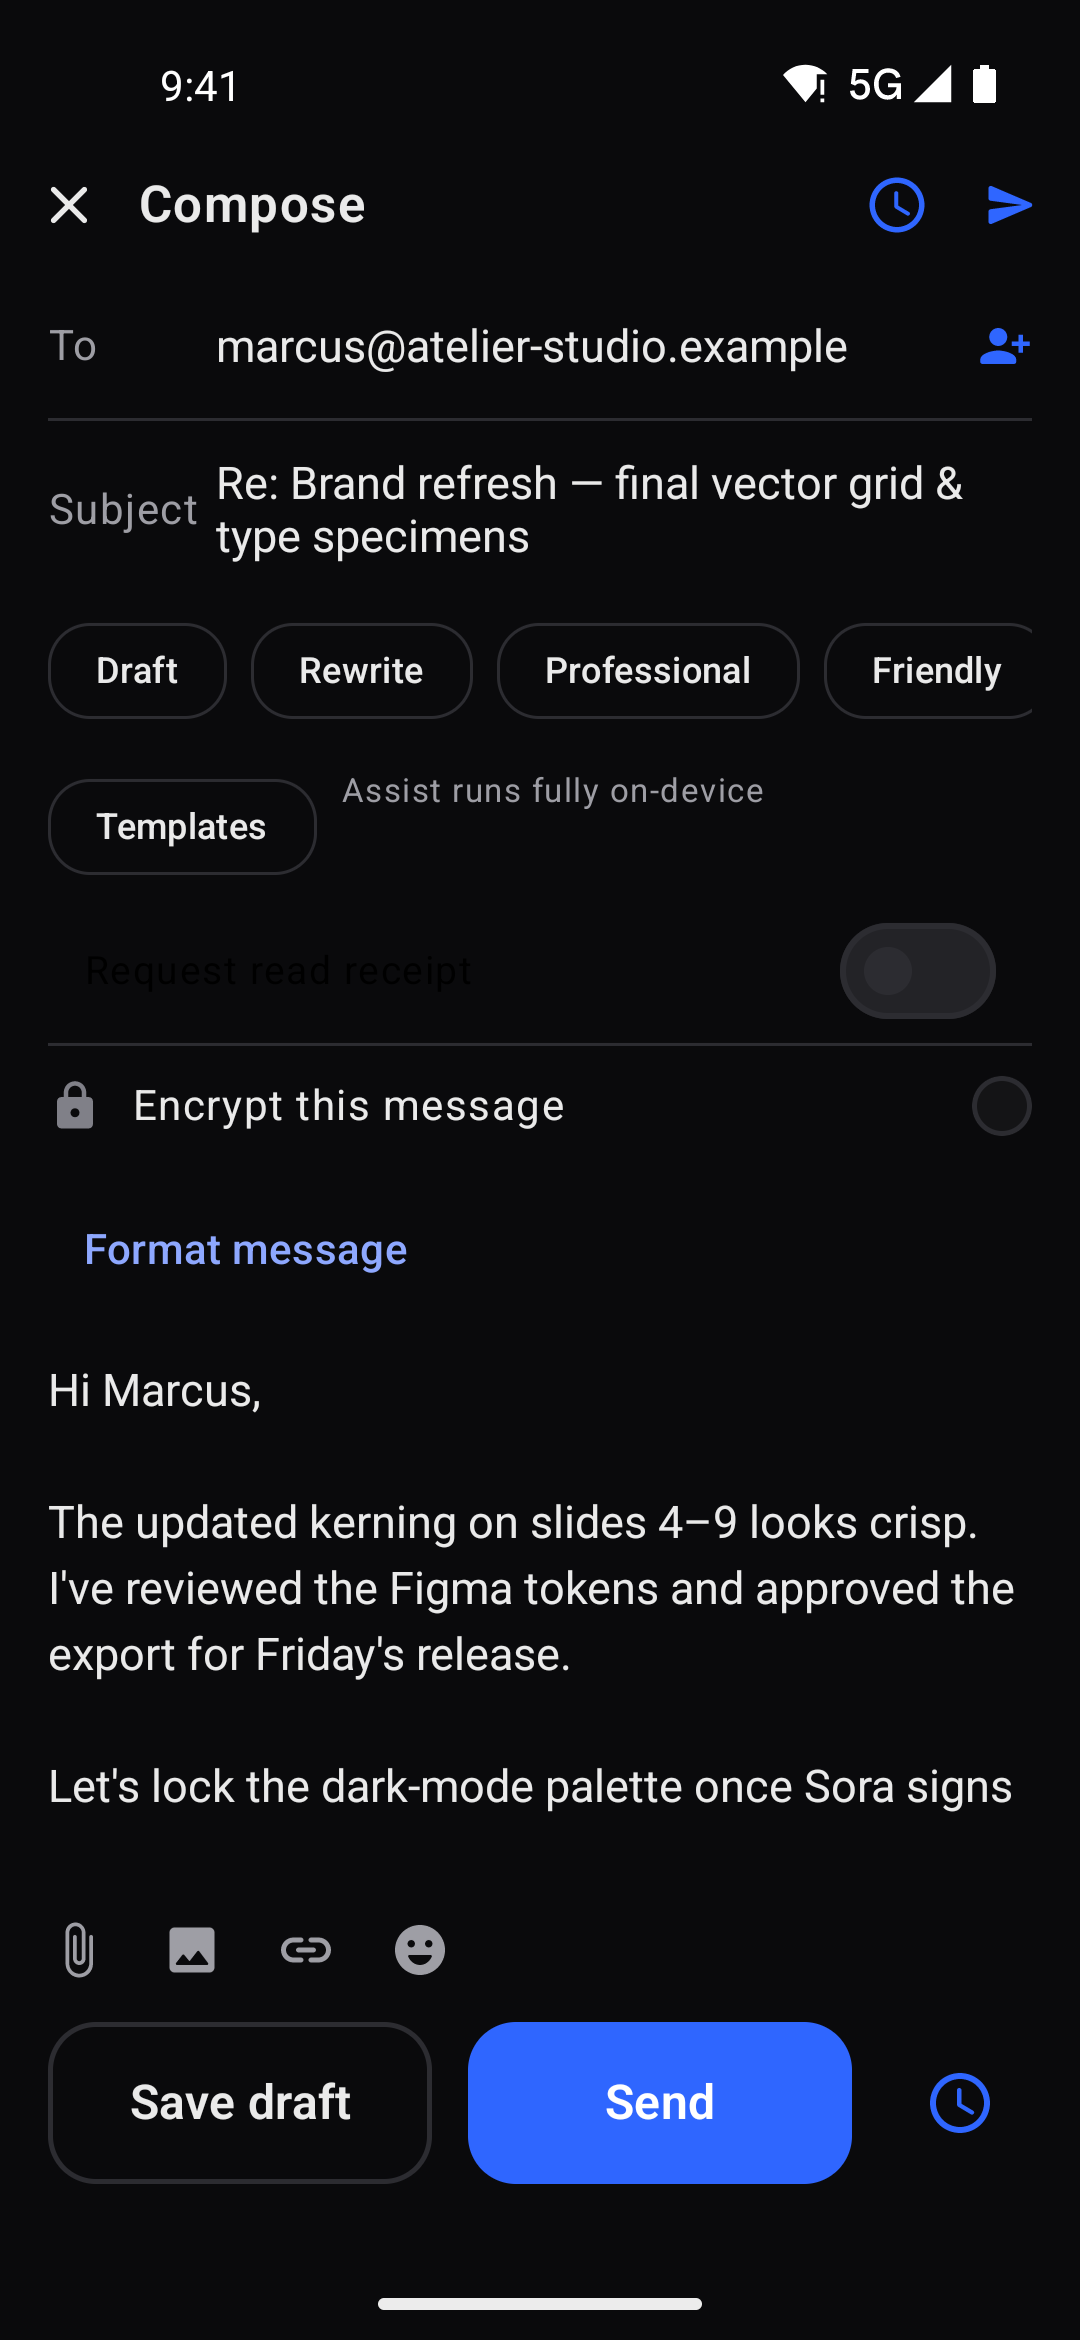 9:41
5G
Compose
To
marcus@atelier-studio.example
Subject
Re: Brand refresh — final vector grid &
type specimens
Draft
Rewrite
Professional
Friendly
Templates
Assist runs fully on-device
Request read receipt
Encrypt this message
Format message
Hi Marcus,
The updated kerning on slides 4–9 looks crisp.
I've reviewed the Figma tokens and approved the
export for Friday's release.
Let's lock the dark-mode palette once Sora signs
Save draft
Send